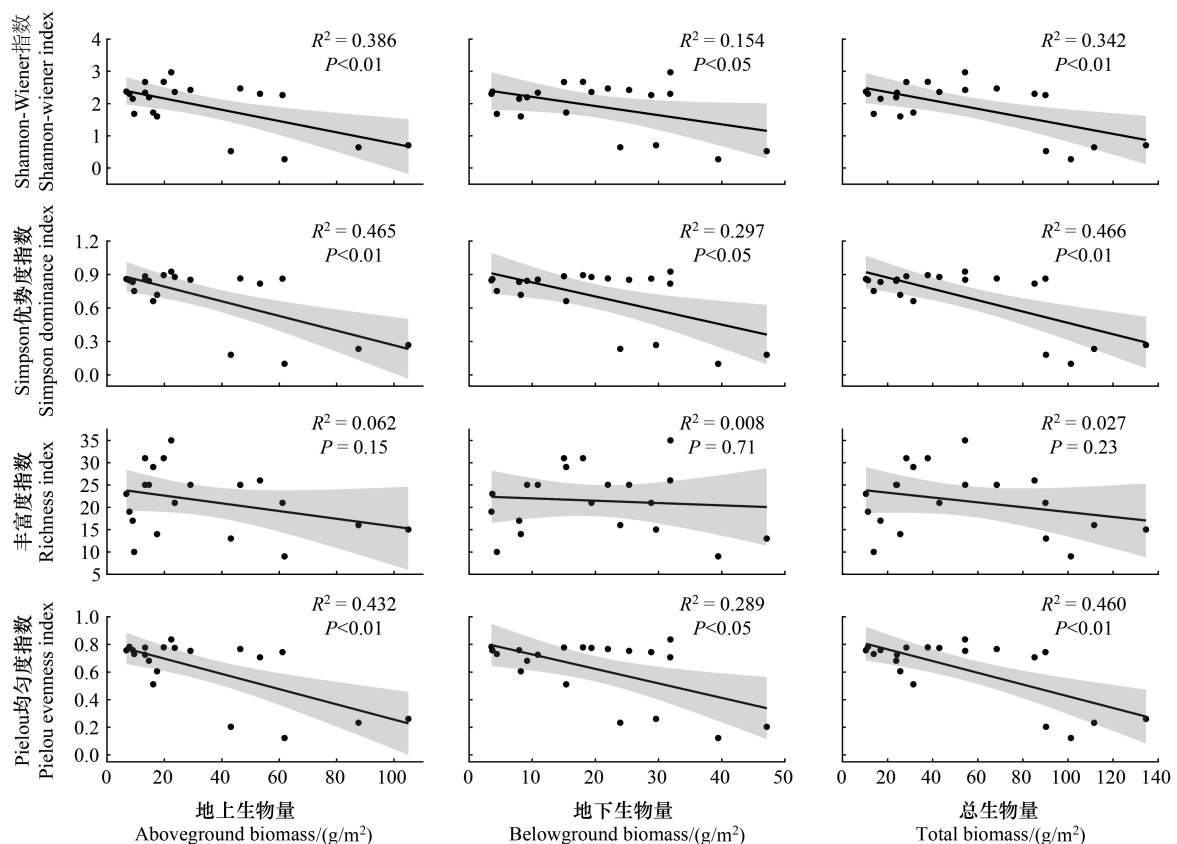 Shannon-Wiener指数
Shannon-wiener index
4
3
2
1
0
R² = 0.386
P<0.01
R² = 0.154
P<0.05
R² = 0.342
P<0.01
Simpson优势度指数
Simpson dominance index
1.2
0.9
0.6
0.3
0.0
R² = 0.465
P<0.01
R² = 0.297
P<0.05
R² = 0.466
P<0.01
丰富度指数
Richness index
35
30
25
20
15
10
5
R² = 0.062
P = 0.15
R² = 0.008
P = 0.71
R² = 0.027
P = 0.23
Pielou均匀度指数
Pielou evenness index
1.0
0.8
0.6
0.4
0.2
0.0
R² = 0.432
P<0.01
R² = 0.289
P<0.05
R² = 0.460
P<0.01
0 20 40 60 80 100
0 10 20 30 40 50
0 20 40 60 80 100 120 140
地上生物量
Aboveground biomass/(g/m²)
地下生物量
Belowground biomass/(g/m²)
总生物量
Total biomass/(g/m²)